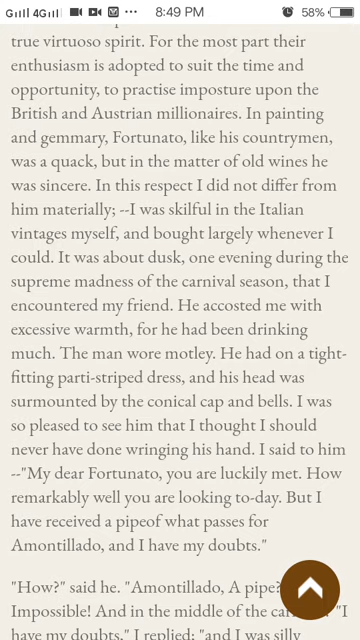 G 4G 8:49 PM 58%
true virtuoso spirit. For the most part their
enthusiasm is adopted to suit the time and
opportunity, to practise imposture upon the
British and Austrian millionaires. In painting
and gemmary, Fortunato, like his countrymen,
was a quack, but in the matter of old wines he
was sincere. In this respect I did not differ from
him materially; --I was skilful in the Italian
vintages myself, and bought largely whenever I
could. It was about dusk, one evening during the
supreme madness of the carnival season, that I
encountered my friend. He accosted me with
excessive warmth, for he had been drinking
much. The man wore motley. He had on a tight-
fitting parti-striped dress, and his head was
surmounted by the conical cap and bells. I was
so pleased to see him that I thought I should
never have done wringing his hand. I said to him
--"My dear Fortunato, you are luckily met. How
remarkably well you are looking to-day. But I
have received a pipeof what passes for
Amontillado, and I have my doubts."
"How?" said he. "Amontillado, A pipe?
Impossible! And in the middle of the "I
have my doubts," I replied; "and I was silly